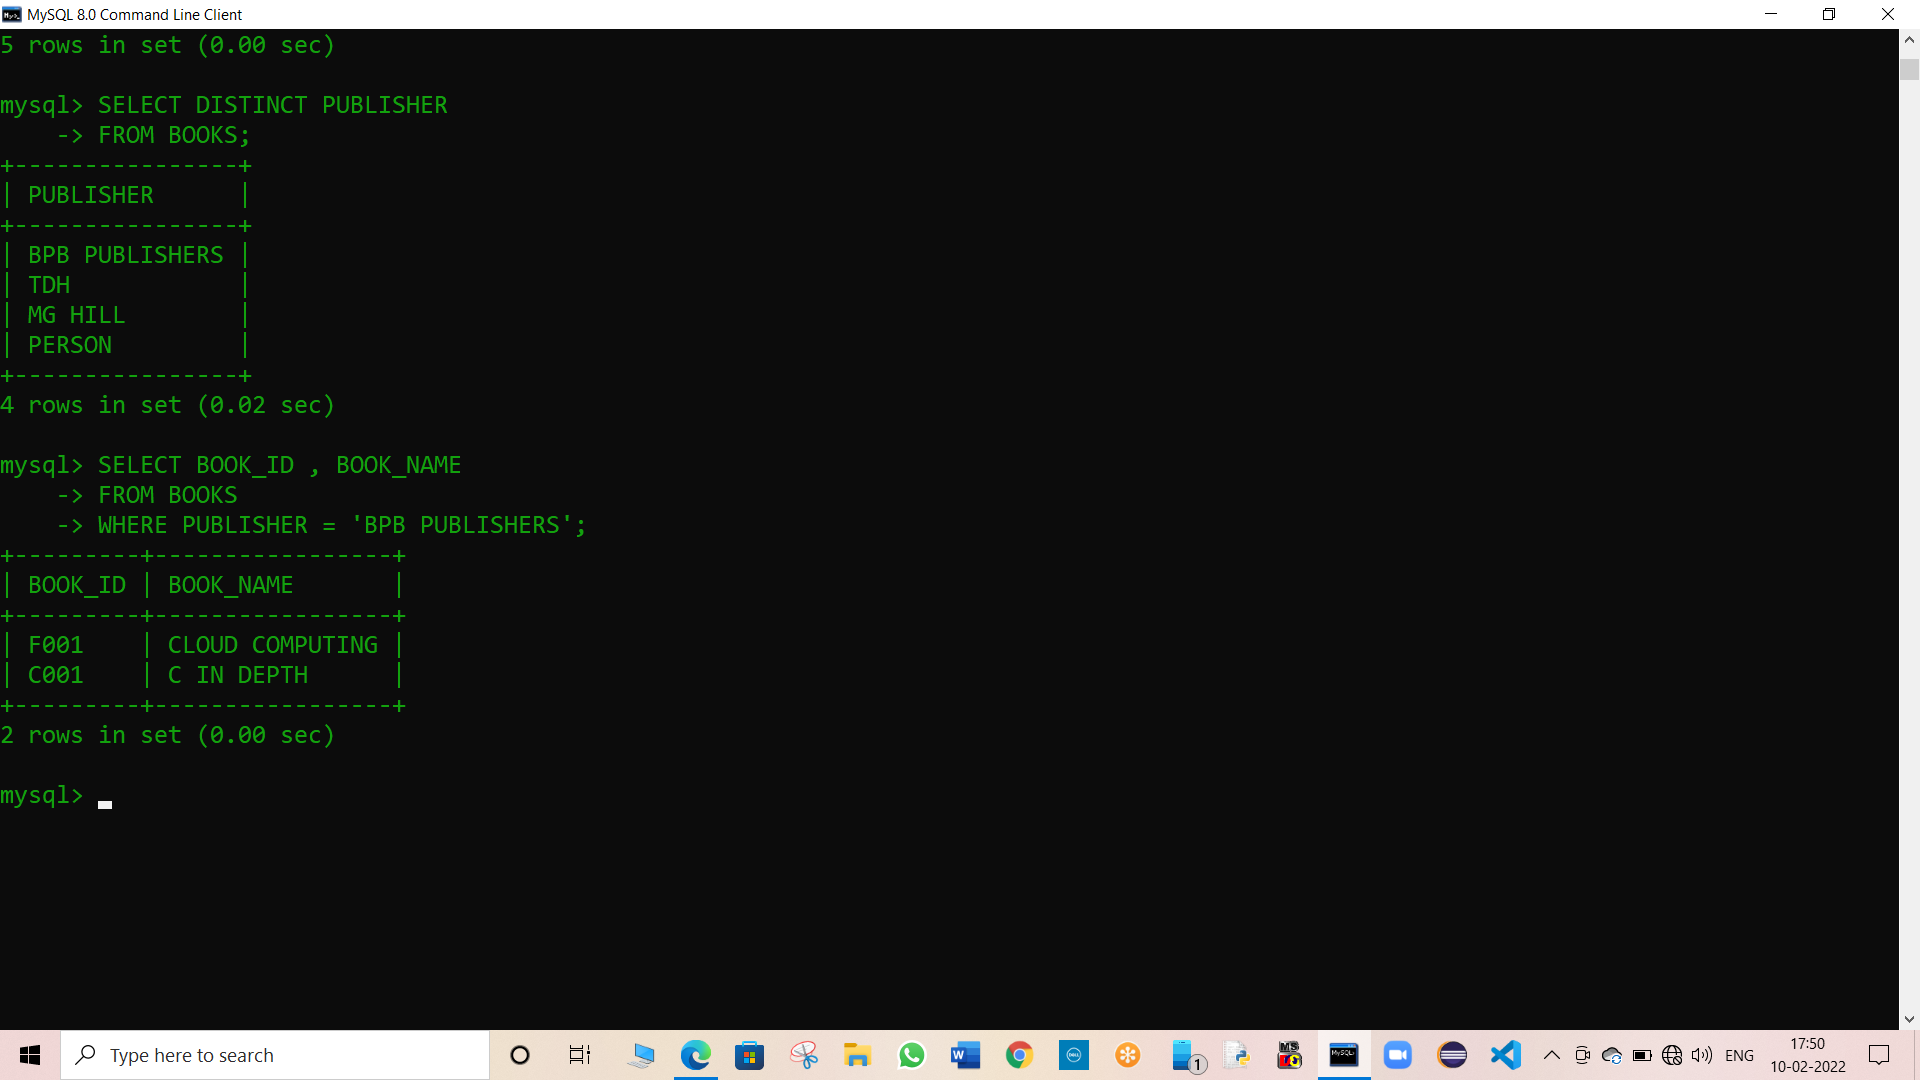 MySQL 8.0 Command Line Client
5 rows in set (0.00 sec)
mysql> SELECT DISTINCT PUBLISHER
    -> FROM BOOKS;
+----------------+
| PUBLISHER      |
+----------------+
| BPB PUBLISHERS |
| TDH            |
| MG HILL        |
| PERSON         |
+----------------+
4 rows in set (0.02 sec)
mysql> SELECT BOOK_ID , BOOK_NAME
    -> FROM BOOKS
    -> WHERE PUBLISHER = 'BPB PUBLISHERS';
+---------+-----------------+
| BOOK_ID | BOOK_NAME       |
+---------+-----------------+
| F001    | CLOUD COMPUTING |
| C001    | C IN DEPTH      |
+---------+-----------------+
2 rows in set (0.00 sec)
mysql>
Type here to search
W
DELL
1
MS
MySQL>
ENG
17:50
10-02-2022